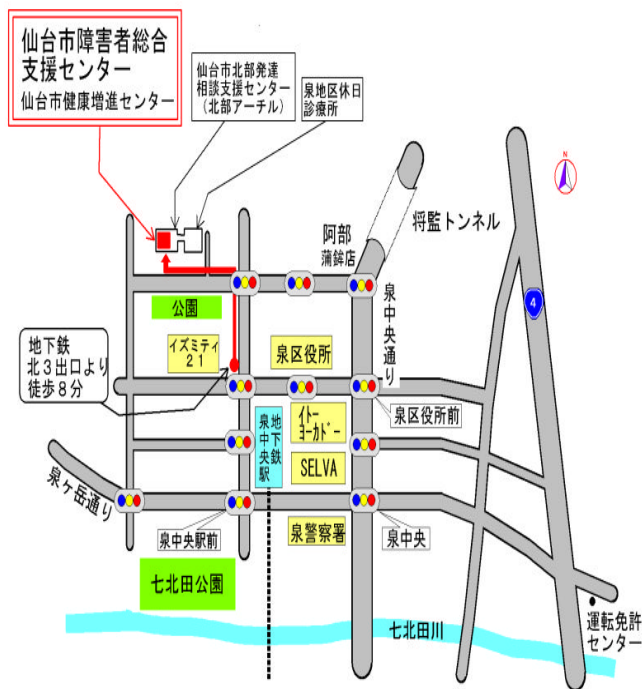 仙台市障害者総合
支援センター
仙台市健康増進センター
仙台市北部発達
相談支援センター
(北部アーチル)
泉地区休日
診療所
N
将監トンネル
阿部
蒲鉾店
泉中央通り
4
公園
イズミティ
21
泉区役所
地下鉄
北3出口より
徒歩8分
イトー
ヨーカドー
泉区役所前
地下鉄
泉中央駅
SELVA
泉ヶ岳通り
泉中央駅前
泉警察署
泉中央
七北田公園
七北田川
運転免許
センター